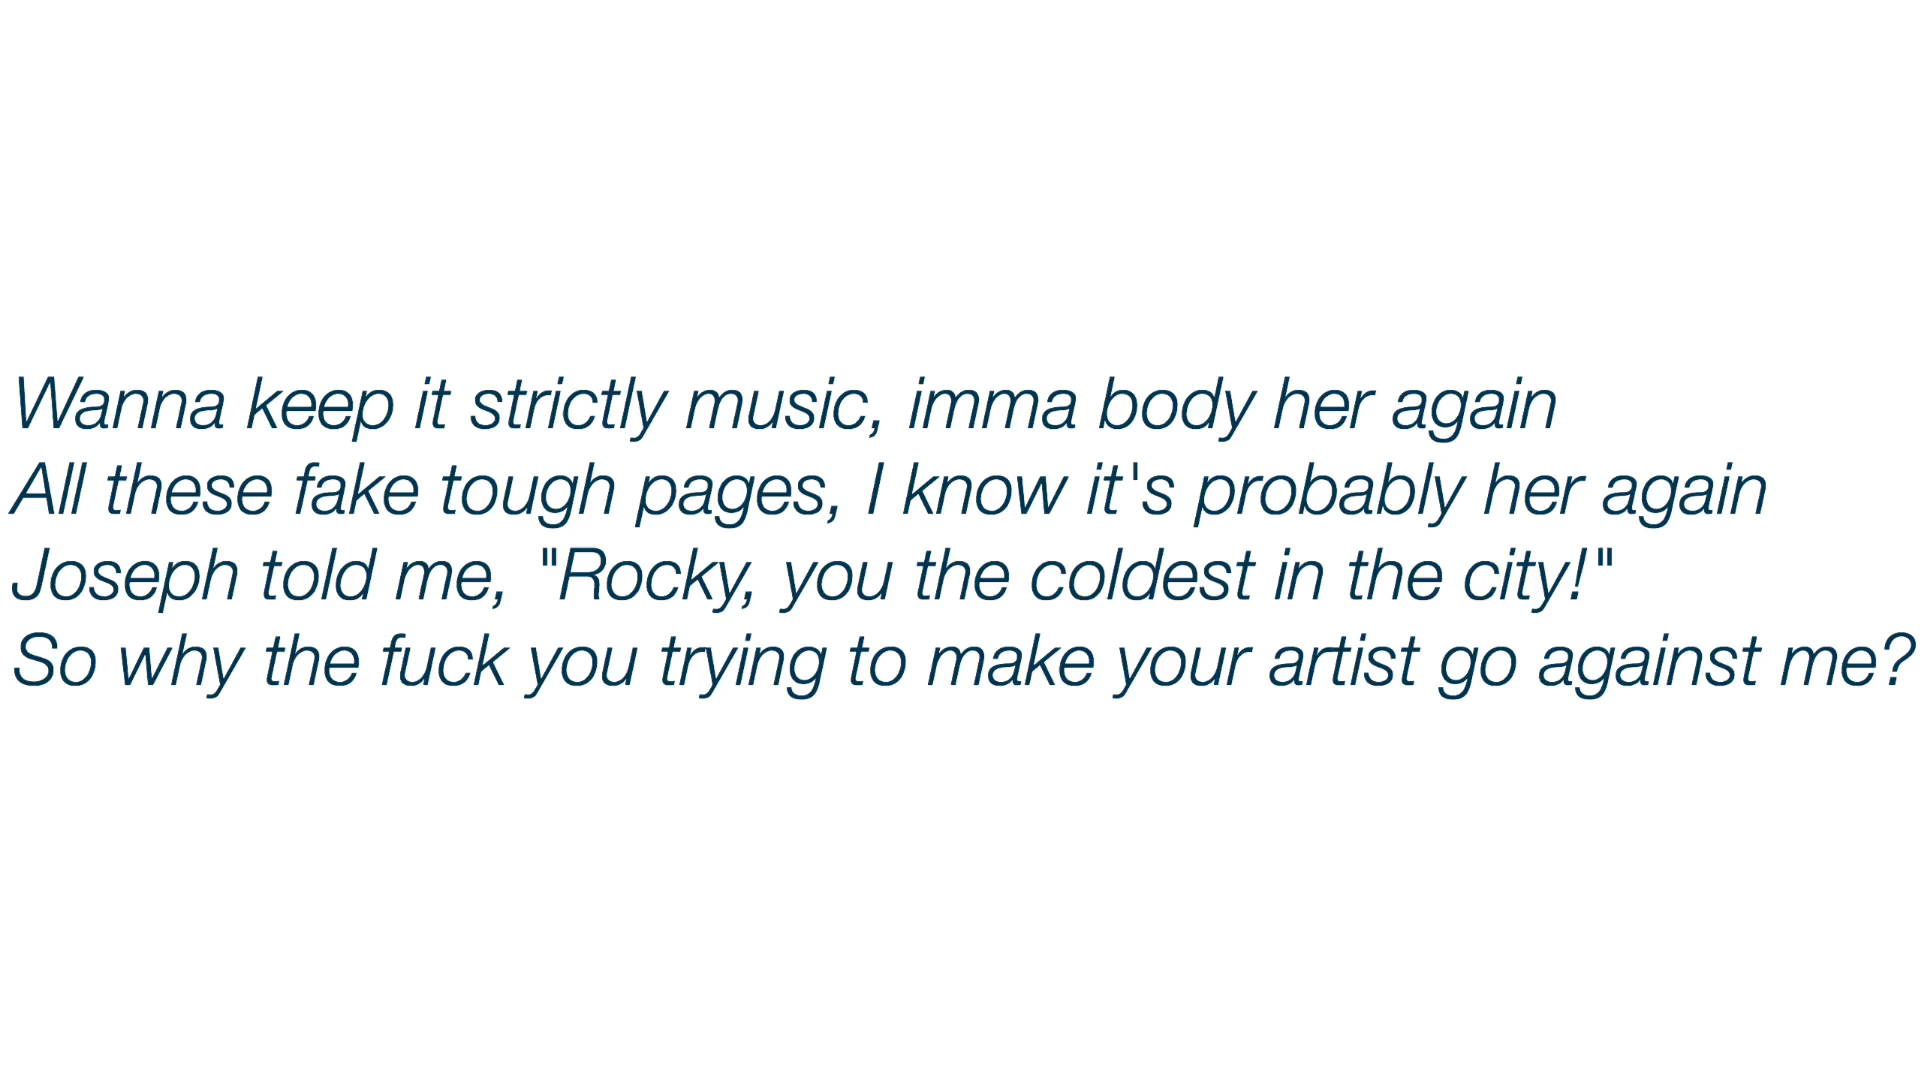 Wanna keep it strictly music, imma body her again
All these fake tough pages, I know it's probably her again
Joseph told me, "Rocky, you the coldest in the city!"
So why the fuck you trying to make your artist go against me?